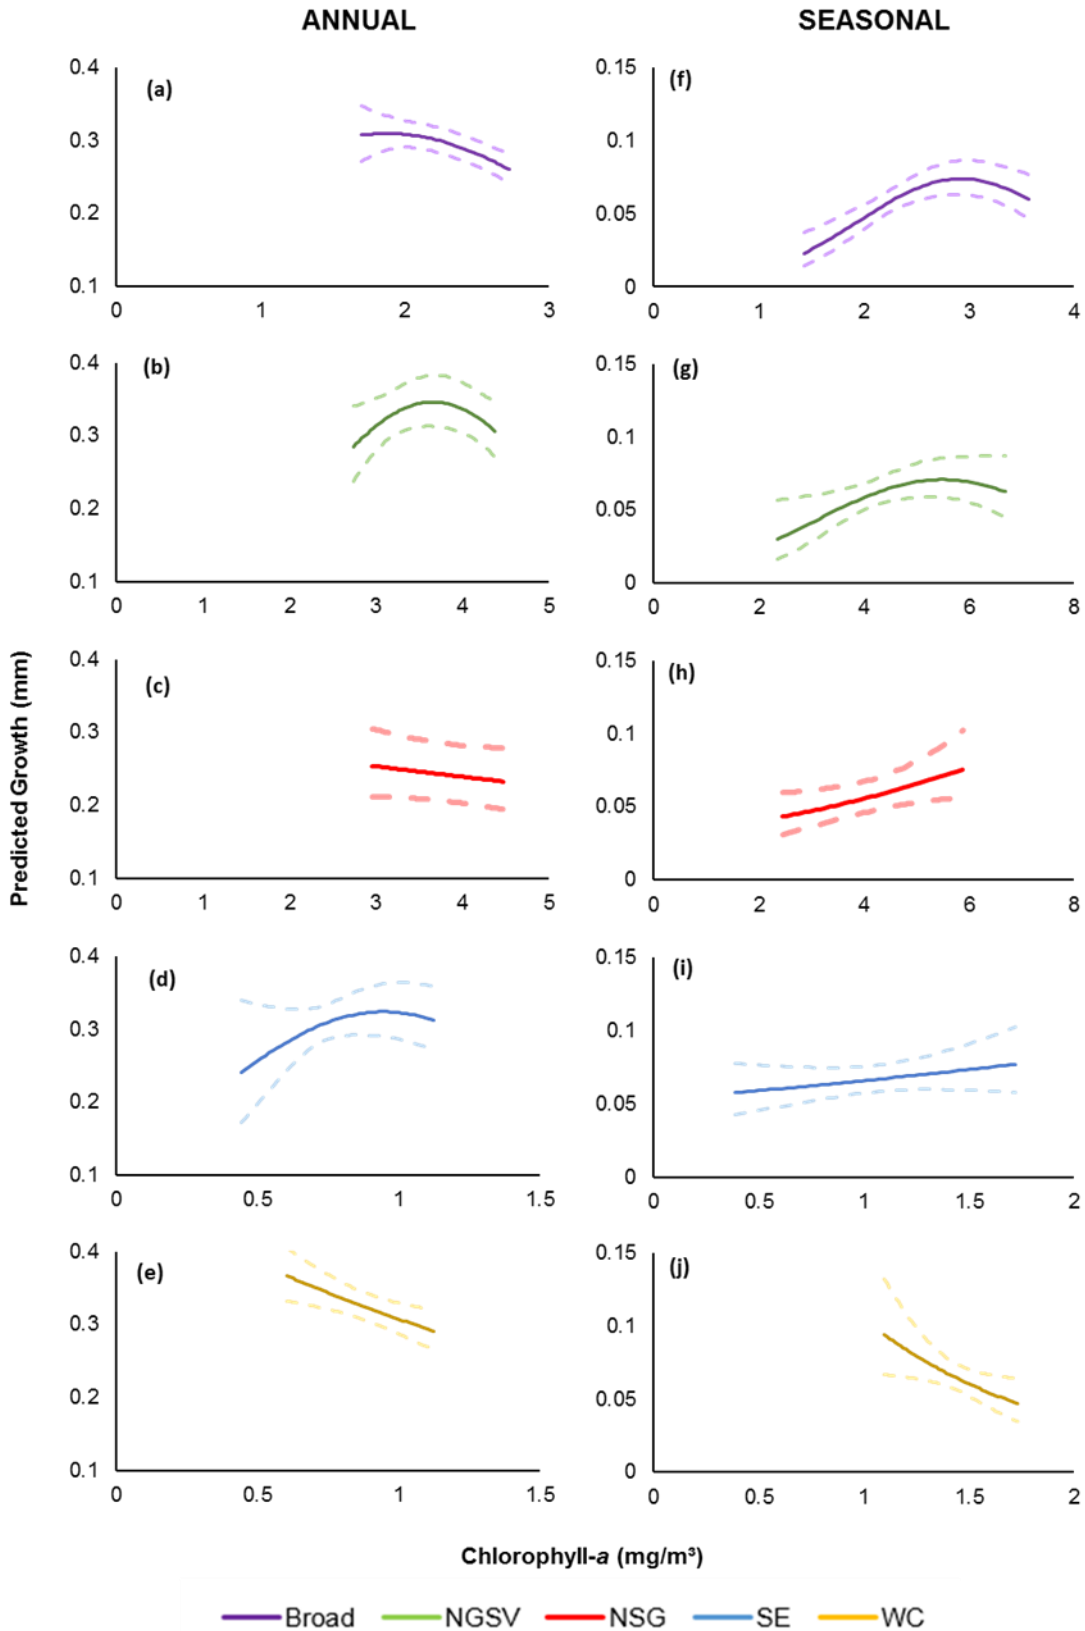 ANNUAL SEASONAL
0.4 (a) 0.15 (f)
0.3 0.1
0.2 0.05
0.1 0
0 1 2 3 0 1 2 3 4
0.4 (b) 0.15 (g)
0.3 0.1
0.2 0.05
0.1 0
0 1 2 3 4 5 0 2 4 6 8
Predicted Growth (mm)
0.4 (c) 0.15 (h)
0.3 0.1
0.2 0.05
0.1 0
0 1 2 3 4 5 0 2 4 6 8
0.4 (d) 0.15 (i)
0.3 0.1
0.2 0.05
0.1 0
0 0.5 1 1.5 0 0.5 1 1.5 2
0.4 (e) 0.15 (j)
0.3 0.1
0.2 0.05
0.1 0
0 0.5 1 1.5 0 0.5 1 1.5 2
Chlorophyll-a (mg/m³)
Broad NGSV NSG SE WC